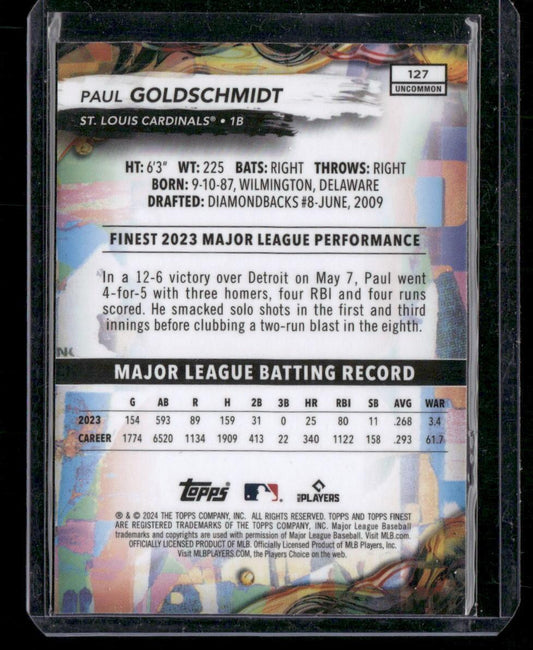 127
UNCOMMON
PAUL GOLDSCHMIDT
ST. LOUIS CARDINALS® • 1B
HT: 6'3" WT: 225 BATS: RIGHT THROWS: RIGHT
BORN: 9-10-87, WILMINGTON, DELAWARE
DRAFTED: DIAMONDBACKS #8-JUNE, 2009
FINEST 2023 MAJOR LEAGUE PERFORMANCE
In a 12-6 victory over Detroit on May 7, Paul went
4-for-5 with three homers, four RBI and four runs
scored. He smacked solo shots in the first and third
innings before clubbing a two-run blast in the eighth.
MAJOR LEAGUE BATTING RECORD
G AB R H 2B 3B HR RBI SB AVG WAR
2023 154 593 89 159 31 0 25 80 11 .268 3.4
CAREER 1774 6520 1134 1909 413 22 340 1122 158 .293 61.7
Topps PLAYERS
® & © 2024 THE TOPPS COMPANY, INC. ALL RIGHTS RESERVED. TOPPS AND TOPPS FINEST
ARE REGISTERED TRADEMARKS OF THE TOPPS COMPANY, INC. Major League Baseball
trademarks and copyrights are used with permission of Major League Baseball. Visit MLB.com.
OFFICIALLY LICENSED PRODUCT OF MLB. Officially Licensed Product of MLB Players, Inc.
Visit MLBPLAYERS.com, the Players Choice on the web.